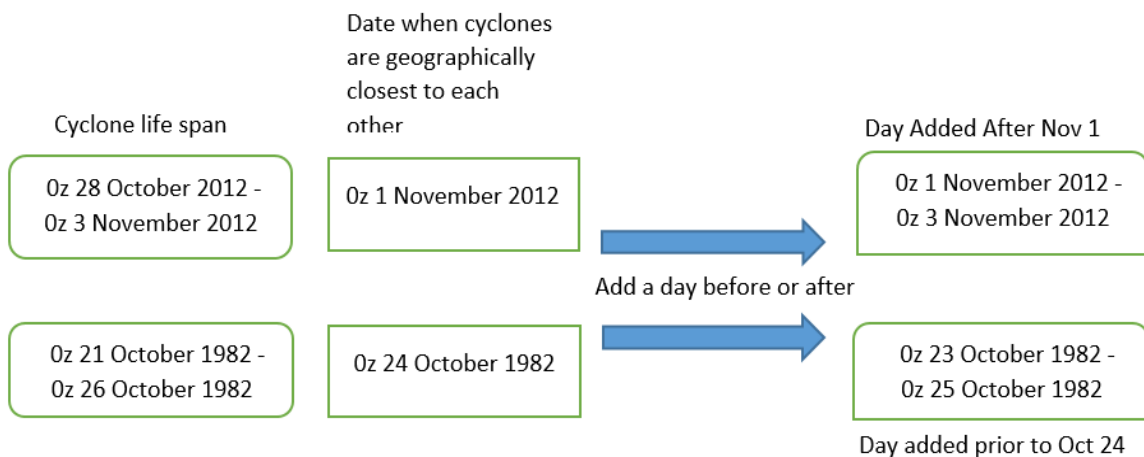 Date when cyclones
are geographically
closest to each
other
Cyclone life span
Day Added After Nov 1
0z 28 October 2012 -
0z 3 November 2012
0z 1 November 2012
0z 1 November 2012 -
0z 3 November 2012
Add a day before or after
0z 21 October 1982 -
0z 26 October 1982
0z 24 October 1982
0z 23 October 1982 -
0z 25 October 1982
Day added prior to Oct 24